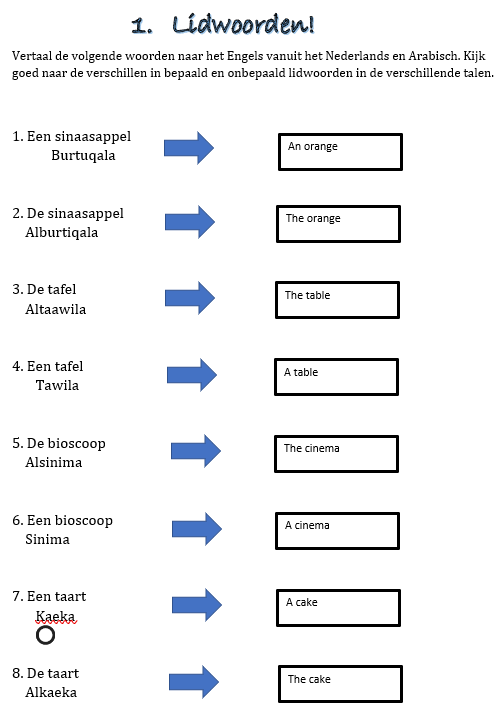 1. Lidwoorden!
Vertaal de volgende woorden naar het Engels vanuit het Nederlands en Arabisch. Kijk
goed naar de verschillen in bepaald en onbepaald lidwoorden in de verschillende talen.
1. Een sinaasappel
Burtuqala
An orange
2. De sinaasappel
Alburtiqala
The orange
3. De tafel
Altaawila
The table
4. Een tafel
Tawila
A table
5. De bioscoop
Alsinima
The cinema
6. Een bioscoop
Sinima
A cinema
7. Een taart
Kaeka
A cake
8. De taart
Alkaeka
The cake